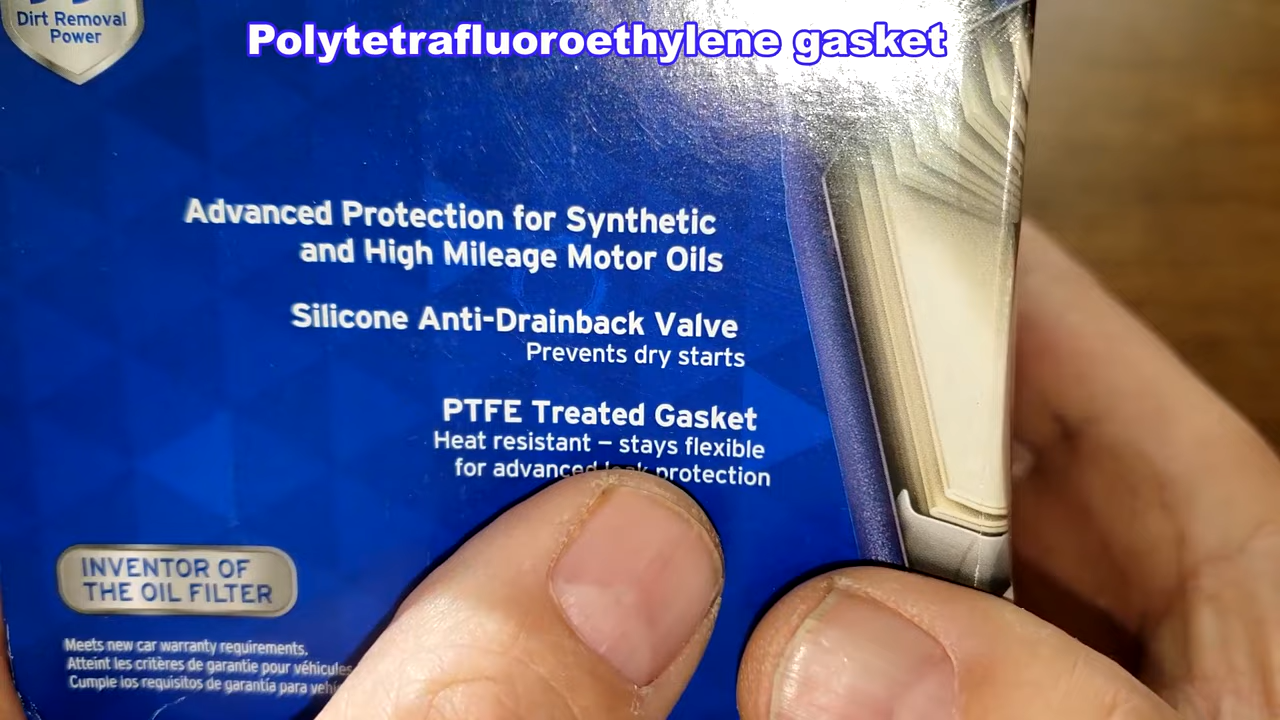 Dirt Removal
Power
Polytetrafluoroethylene gasket
Advanced Protection for Synthetic
and High Mileage Motor Oils
Silicone Anti-Drainback Valve
Prevents dry starts
PTFE Treated Gasket
Heat resistant – stays flexible
for advanced leak protection
INVENTOR OF
THE OIL FILTER
Meets new car warranty requirements.
Atteint les critères de garantie pour véhicules
Cumple los requisitos de garantía para